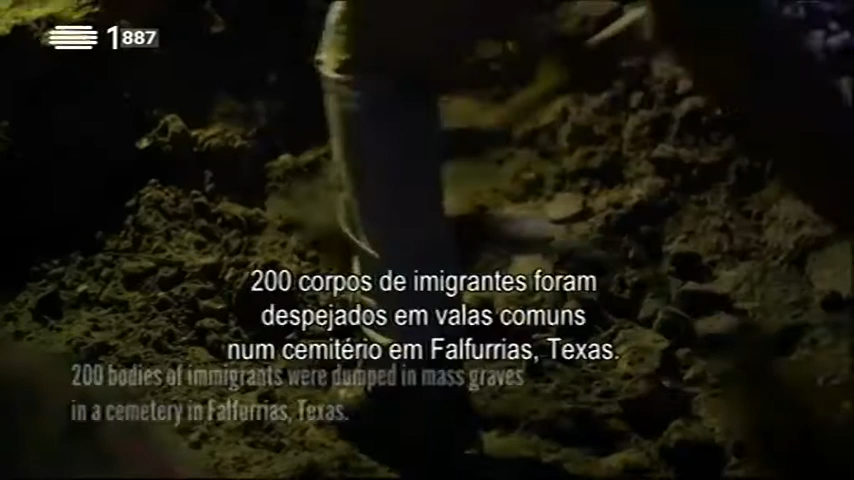 1 887
200 corpos de imigrantes foram
despejados em valas comuns
num cemitério em Falfurrias, Texas.
200 bodies of immigrants were dumped in mass graves
in a cemetery in Falfurrias, Texas.